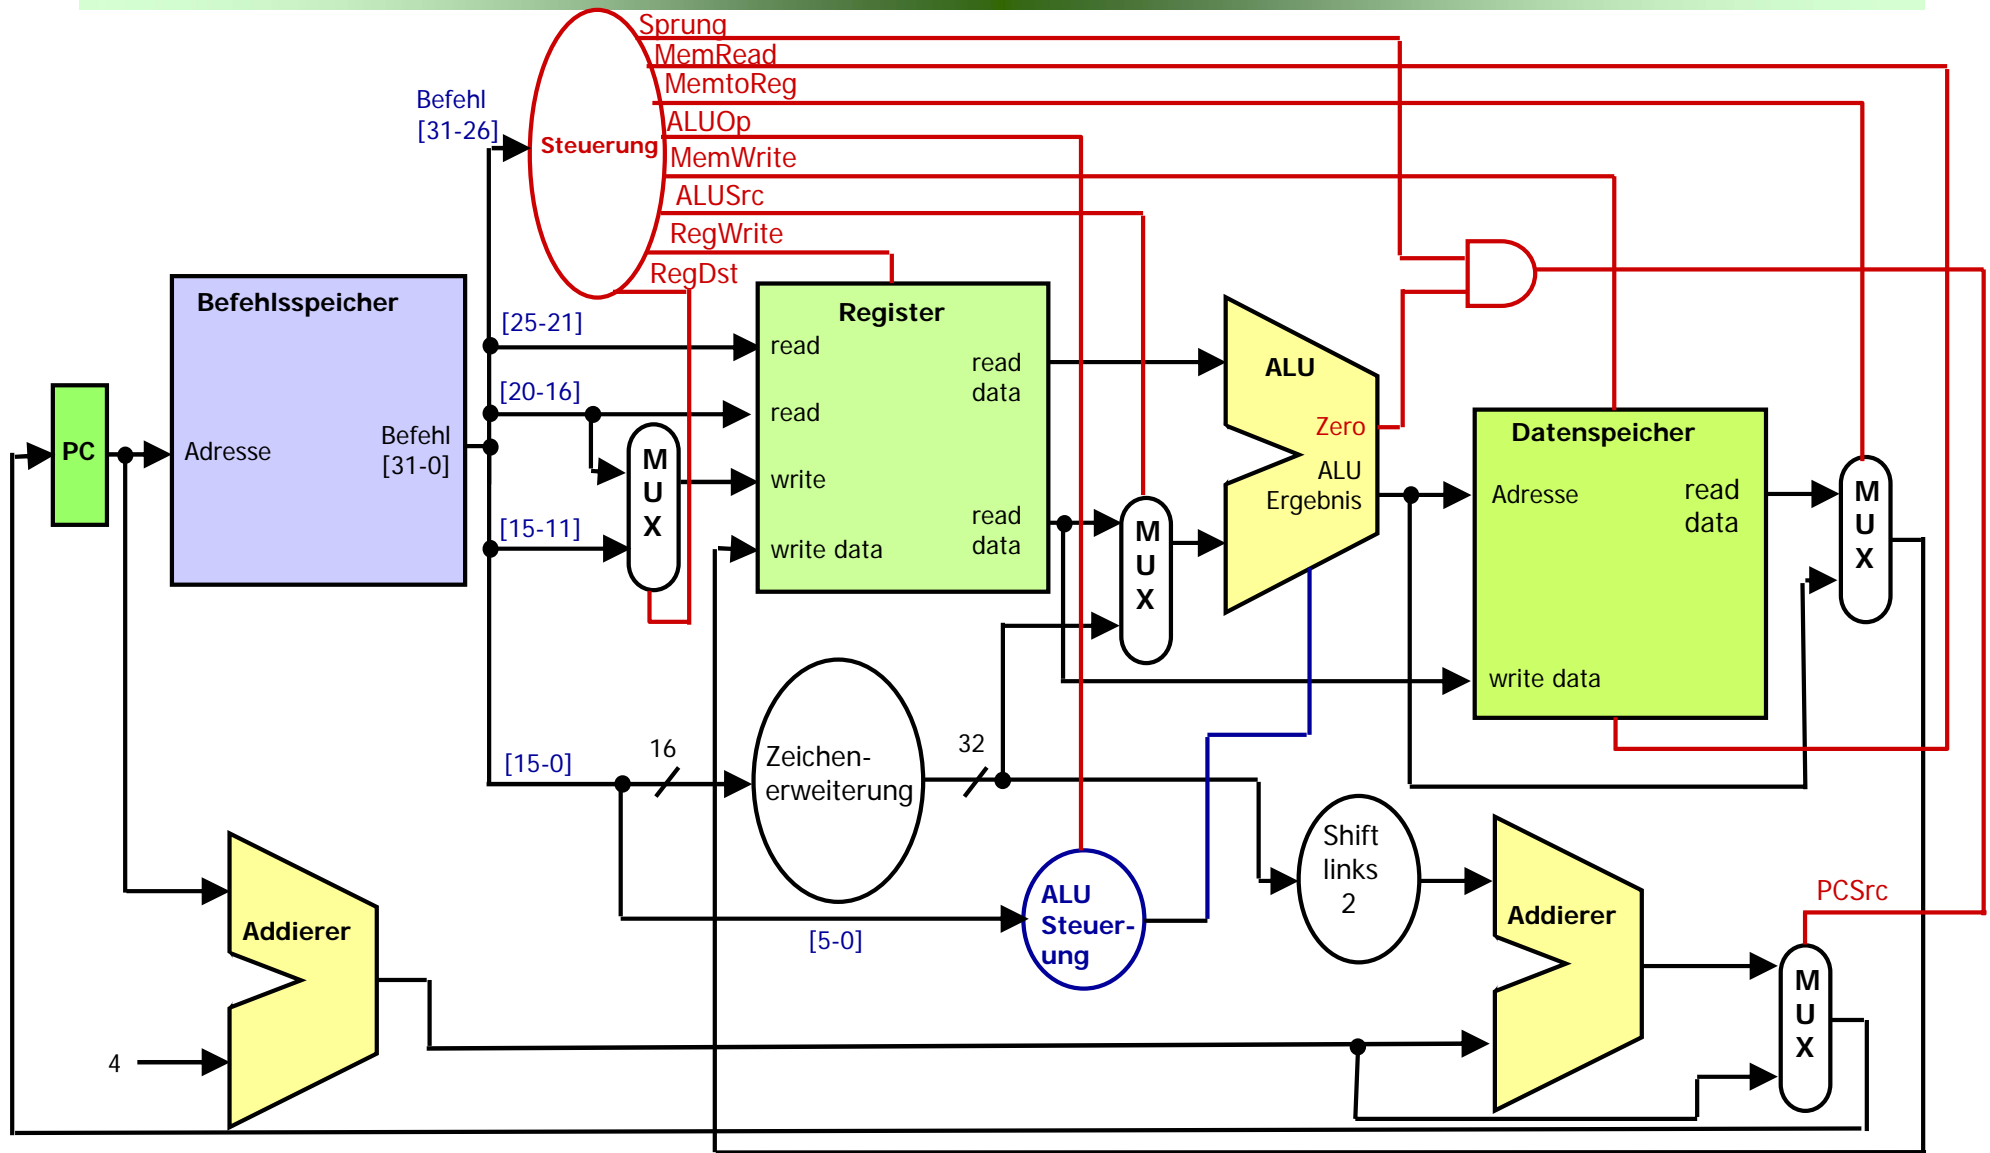 Sprung
MemRead
MemtoReg
ALUOp
MemWrite
ALUSrc
RegWrite
RegDst
Befehl
[31-26]
Steuerung
Befehlsspeicher
Adresse
Befehl
[31-0]
PC
[25-21]
[20-16]
[15-11]
[15-0]
M
U
X
Register
read
read
write
write data
read
data
read
data
M
U
X
ALU
Zero
ALU
Ergebnis
Datenspeicher
Adresse
read
data
write data
M
U
X
16
Zeichen-
erweiterung
32
[5-0]
ALU
Steuer-
ung
Shift
links
2
Addierer
4
Addierer
PCSrc
M
U
X